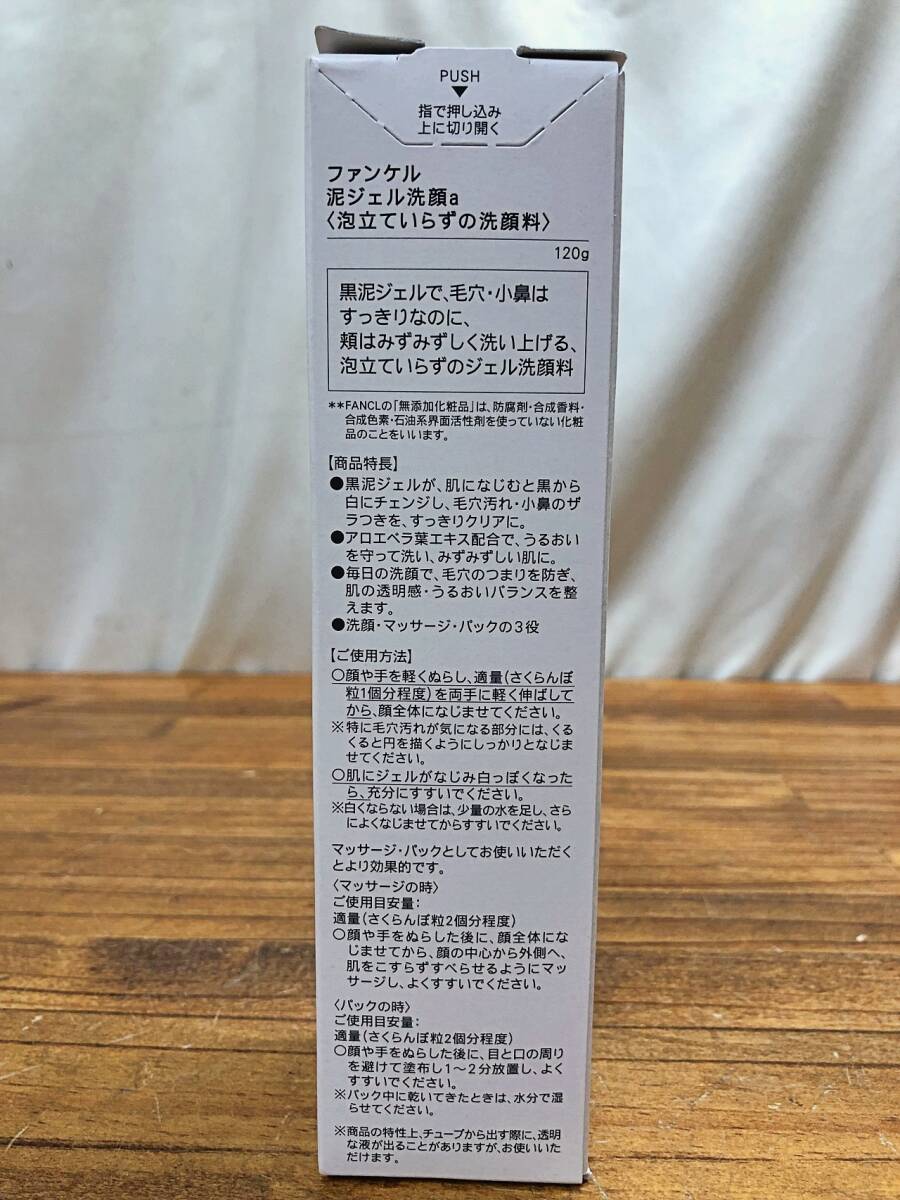 PUSH
▼
指で押し込み
上に切り開く
ファンケル
泥ジェル洗顔a
〈泡立ていらずの洗顔料〉
120g
黒泥ジェルで、毛穴・小鼻は
すっきりなのに、
頬はみずみずしく洗い上げる、
泡立ていらずのジェル洗顔料
**FANCLの「無添加化粧品」は、防腐剤・合成香料・
合成色素・石油系界面活性剤を使っていない化粧
品のことをいいます。
【商品特長】
●黒泥ジェルが、肌になじむと黒から
白にチェンジし、毛穴汚れ・小鼻のザ
ラつきを、すっきりクリアに。
●アロエベラ葉エキス配合で、うるおい
を守って洗い、みずみずしい肌に。
●毎日の洗顔で、毛穴のつまりを防ぎ、
肌の透明感・うるおいバランスを整
えます。
●洗顔・マッサージ・パックの3役
【ご使用方法】
○顔や手を軽くぬらし、適量(さくらんぼ
粒1個分程度)を両手に軽く伸ばして
から、顔全体になじませてください。
※特に毛穴汚れが気になる部分には、くる
くると円を描くようにしっかりとなじま
せてください。
○肌にジェルがなじみ白っぽくなった
ら、充分にすすいでください。
※白くならない場合は、少量の水を足し、さら
によくなじませてからすすいでください。
マッサージ・パックとしてお使いいただく
とより効果的です。
〈マッサージの時〉
ご使用目安量:
適量(さくらんぼ粒2個分程度)
○顔や手をぬらした後に、顔全体にな
じませてから、顔の中心から外側へ、
肌をこすらずすべらせるようにマッ
サージし、よくすすいでください。
〈パックの時〉
ご使用目安量:
適量(さくらんぼ粒2個分程度)
○顔や手をぬらした後に、目と口の周り
を避けて塗布し1〜2分放置し、よく
すすいでください。
※パック中に乾いてきたときは、水分で湿
らせてください。
※商品の特性上、チューブから出す際に、透明
な液が出ることがありますが、お使いいた
だけます。